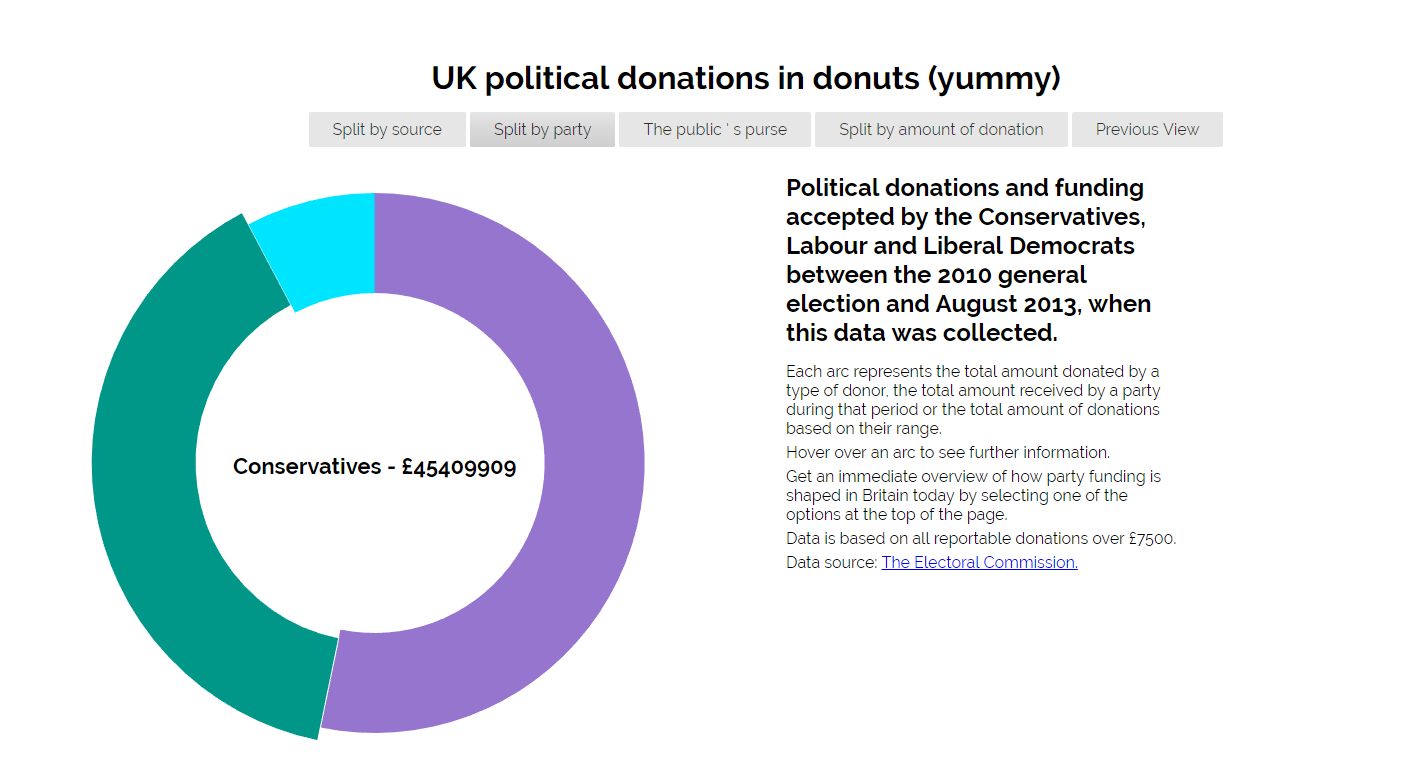 UK political donations in donuts (yummy)
Split by source
Split by party
The public ' s purse
Split by amount of donation
Previous View
Conservatives - £45409909
Political donations and funding
accepted by the Conservatives,
Labour and Liberal Democrats
between the 2010 general
election and August 2013, when
this data was collected.
Each arc represents the total amount donated by a
type of donor, the total amount received by a party
during that period or the total amount of donations
based on their range.
Hover over an arc to see further information.
Get an immediate overview of how party funding is
shaped in Britain today by selecting one of the
options at the top of the page.
Data is based on all reportable donations over £7500.
Data source: The Electoral Commission.